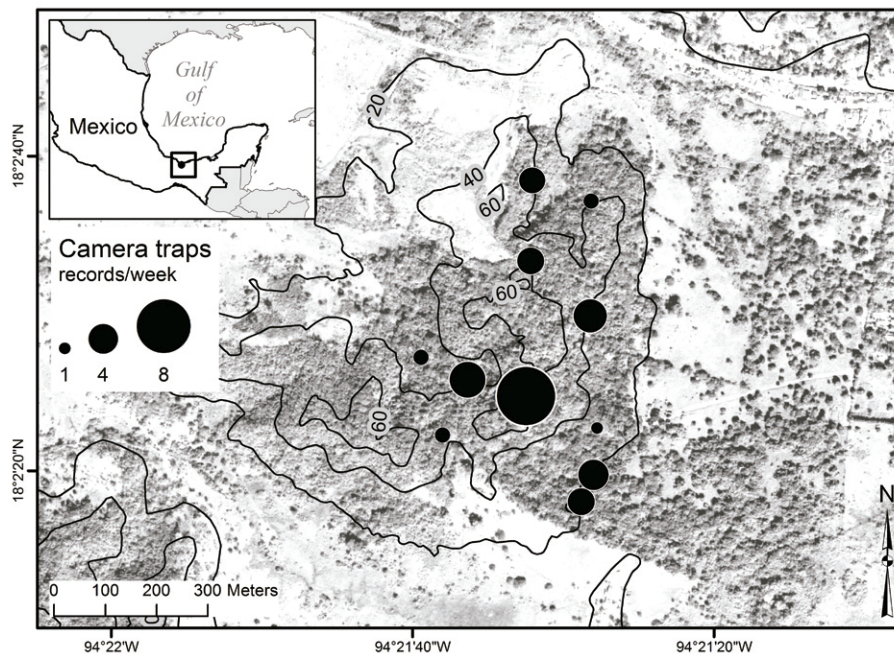 Gulf
of
Mexico
Mexico
20
40
60
60
60
Camera traps
records/week
1 4 8
18°2'40"N
18°2'20"N
0 100 200 300 Meters
N
94°22'W 94°21'40"W 94°21'20"W